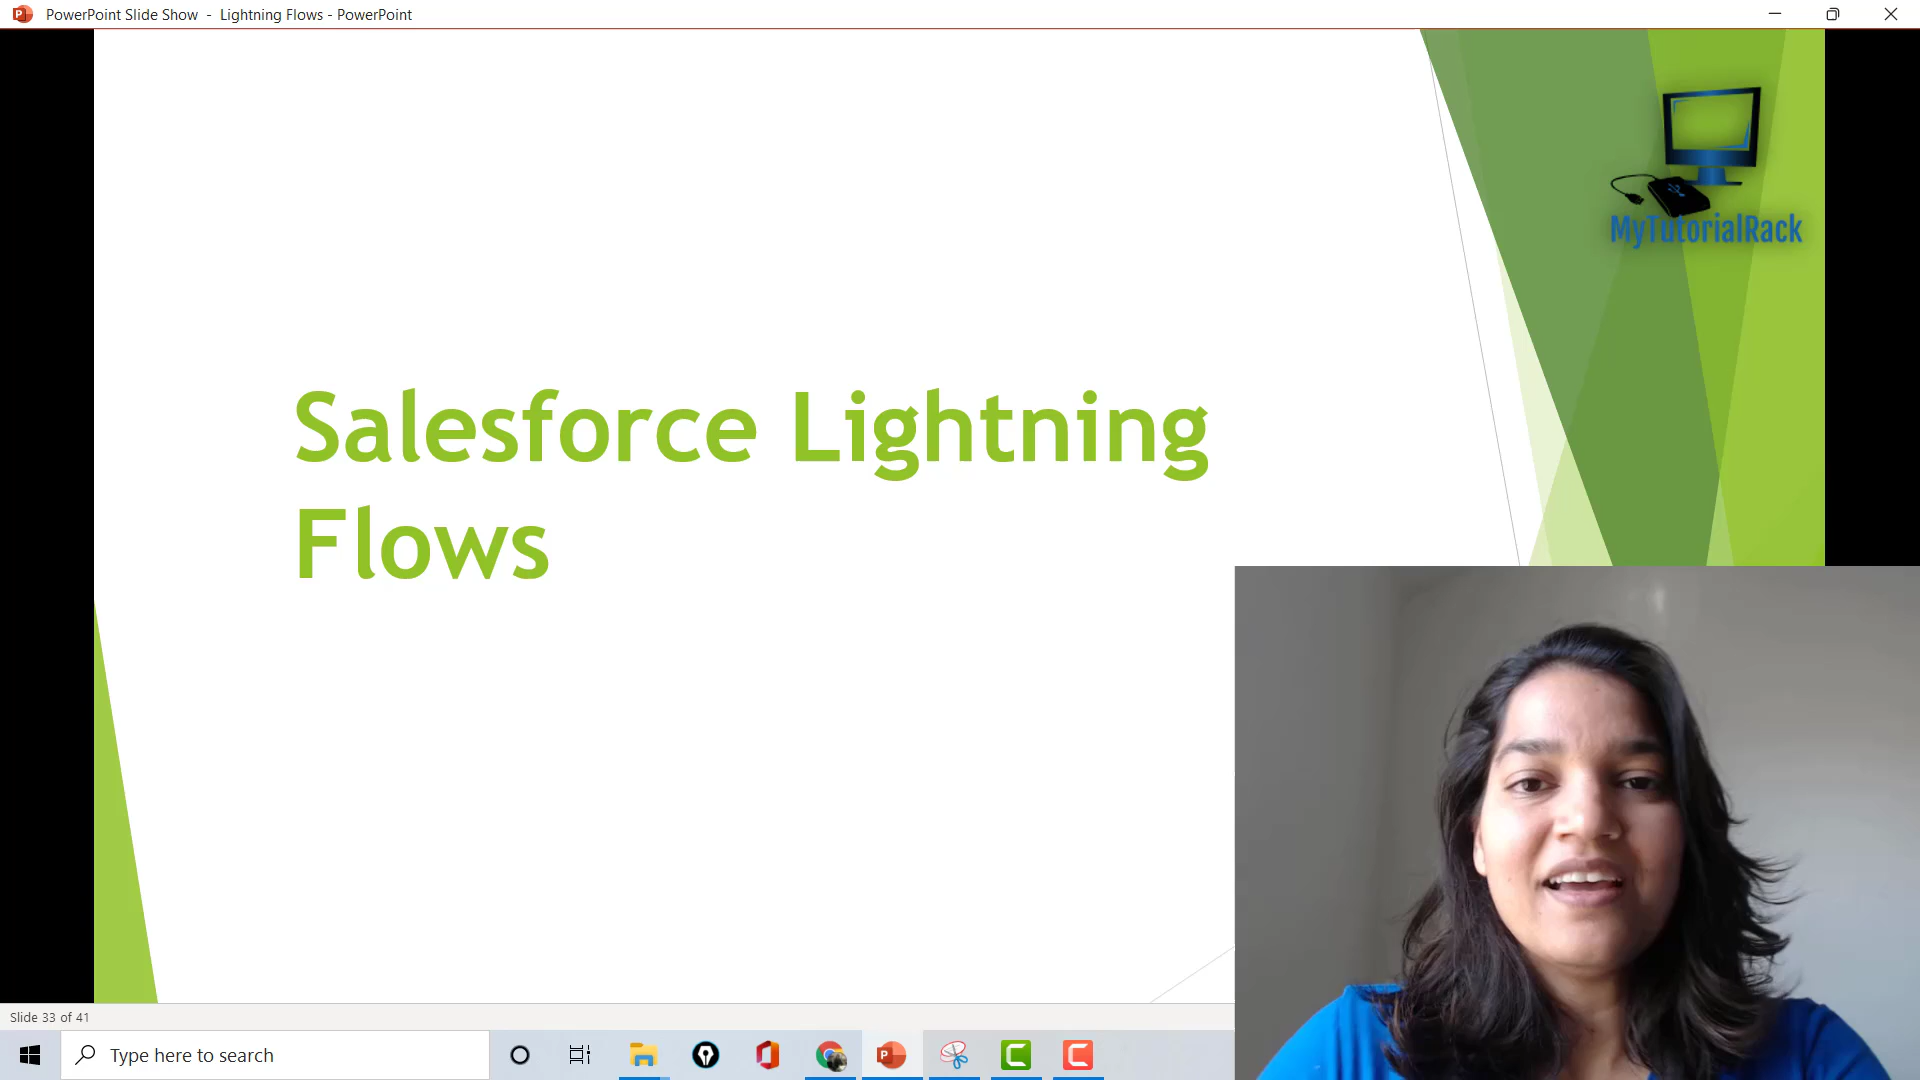 PowerPoint Slide Show - Lightning Flows - PowerPoint
MyTutorialRack
Salesforce Lightning
Flows
Slide 33 of 41
Type here to search